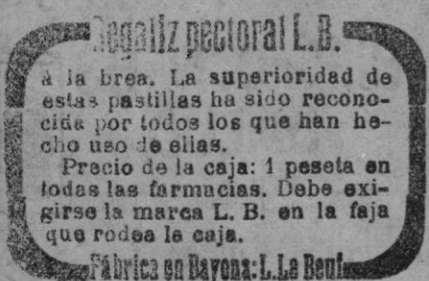 Regaliz pectoral L. B.
á la brea. La superioridad de
estas pastillas ha sido recono-
cida por todos los que han he-
cho uso de ellas.
Precio de la caja: 1 peseta en
todas las farmacias. Debe exi-
girse la marca L. B. en la faja
que rodea la caja.
Fábrica en Bayona: L. Le Beuf